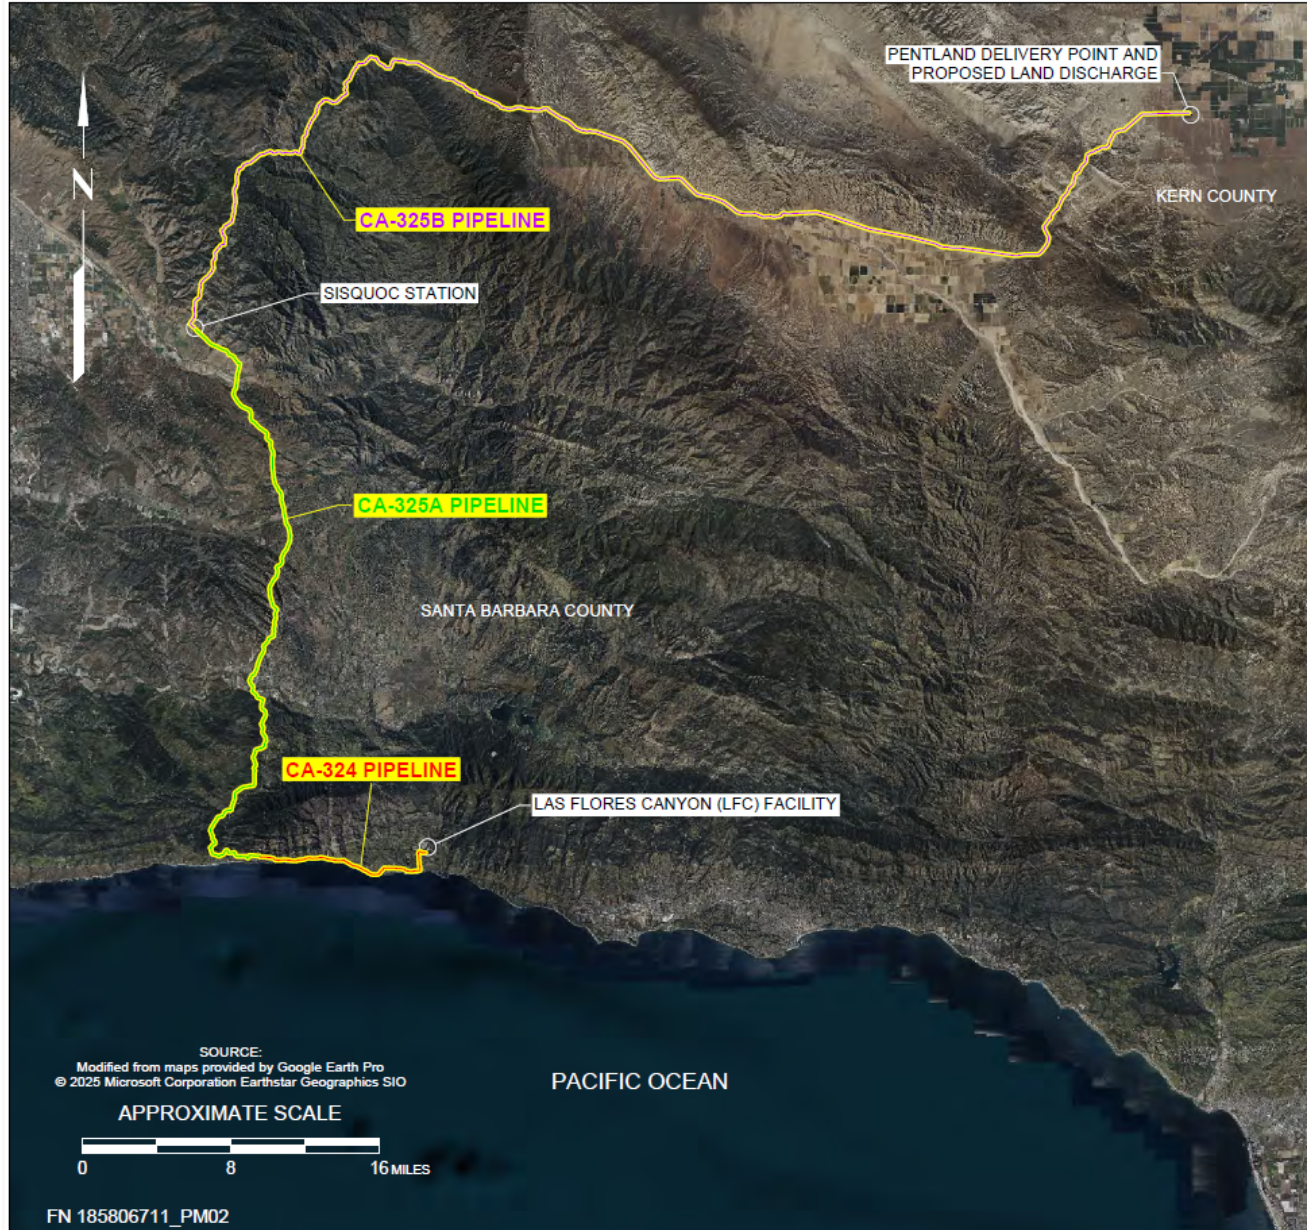 PENTLAND DELIVERY POINT AND
PROPOSED LAND DISCHARGE
N
KERN COUNTY
CA-325B PIPELINE
SISQUOC STATION
CA-325A PIPELINE
SANTA BARBARA COUNTY
CA-324 PIPELINE
LAS FLORES CANYON (LFC) FACILITY
SOURCE:
Modified from maps provided by Google Earth Pro
© 2025 Microsoft Corporation Earthstar Geographics SIO
PACIFIC OCEAN
APPROXIMATE SCALE
0 8 16 MILES
FN 185806711_PM02